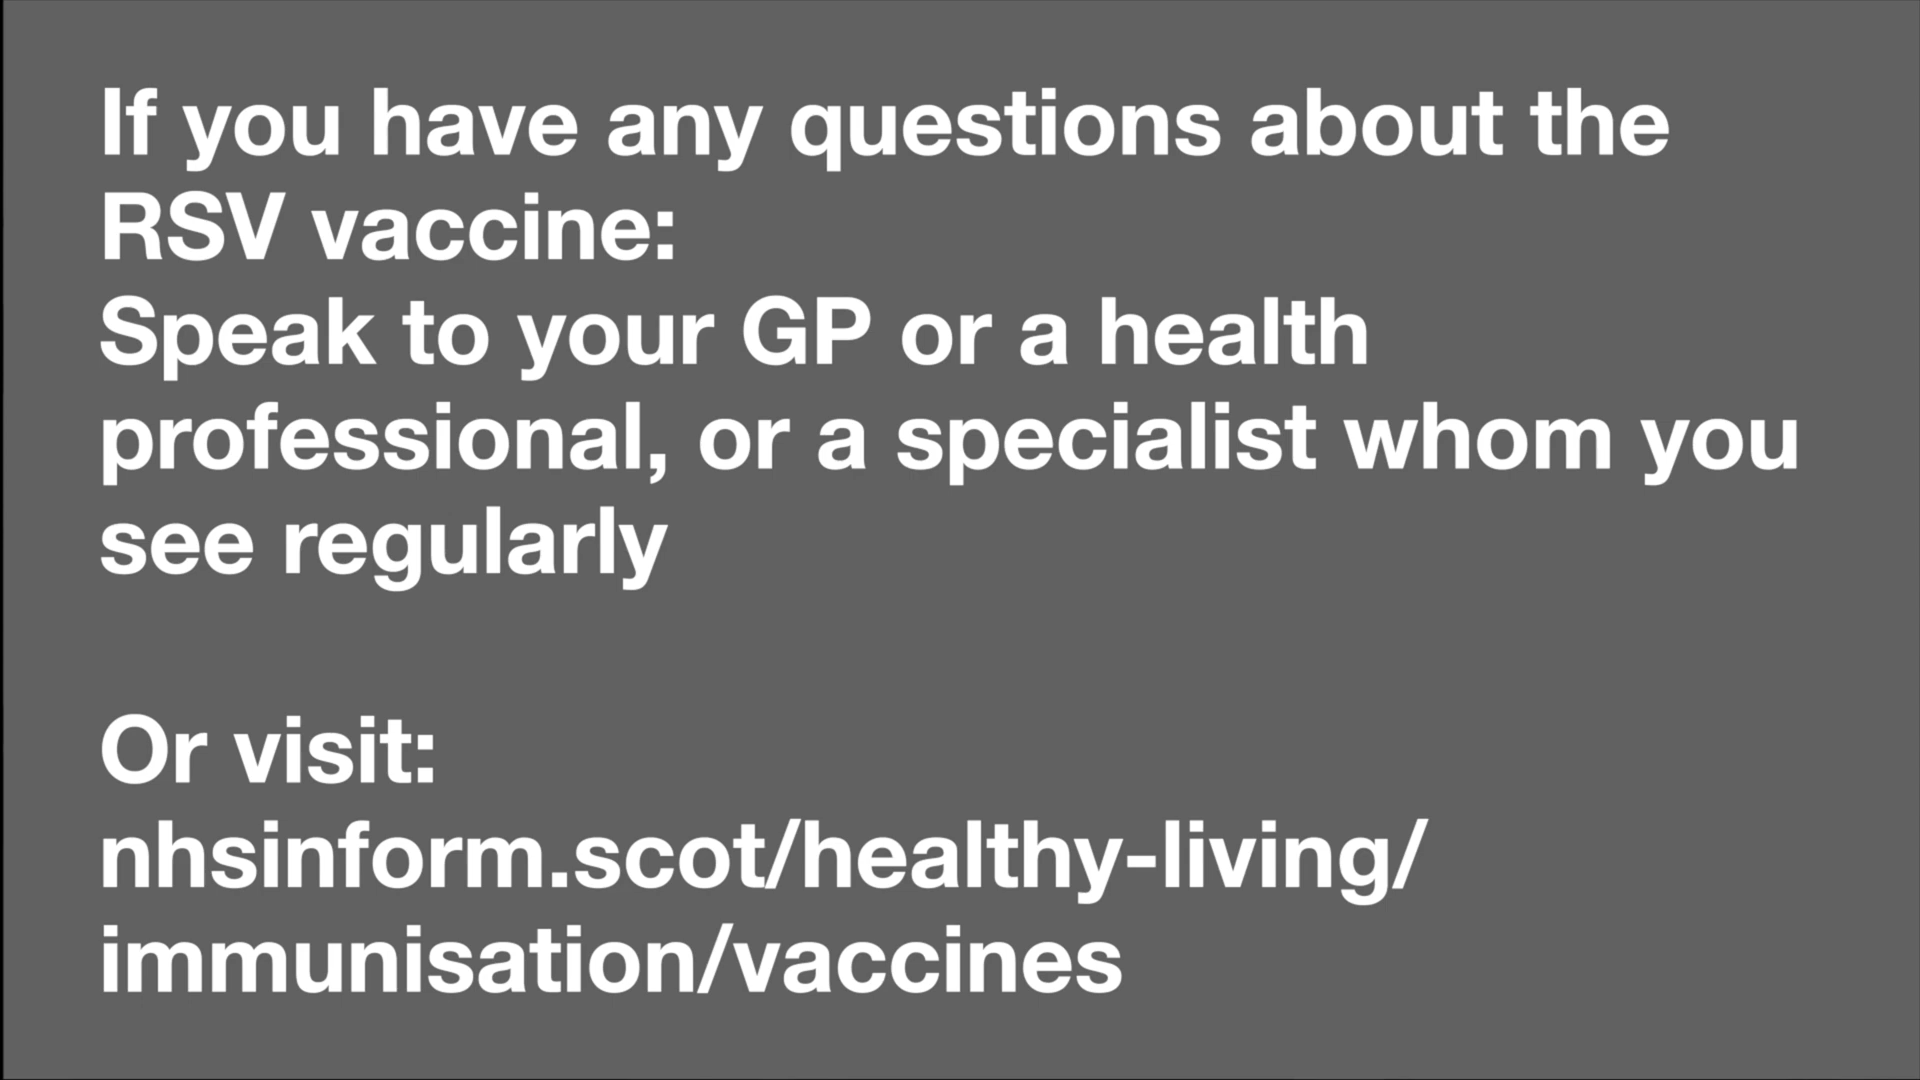 If you have any questions about the
RSV vaccine:
Speak to your GP or a health
professional, or a specialist whom you
see regularly
Or visit:
nhsinform.scot/healthy-living/
immunisation/vaccines